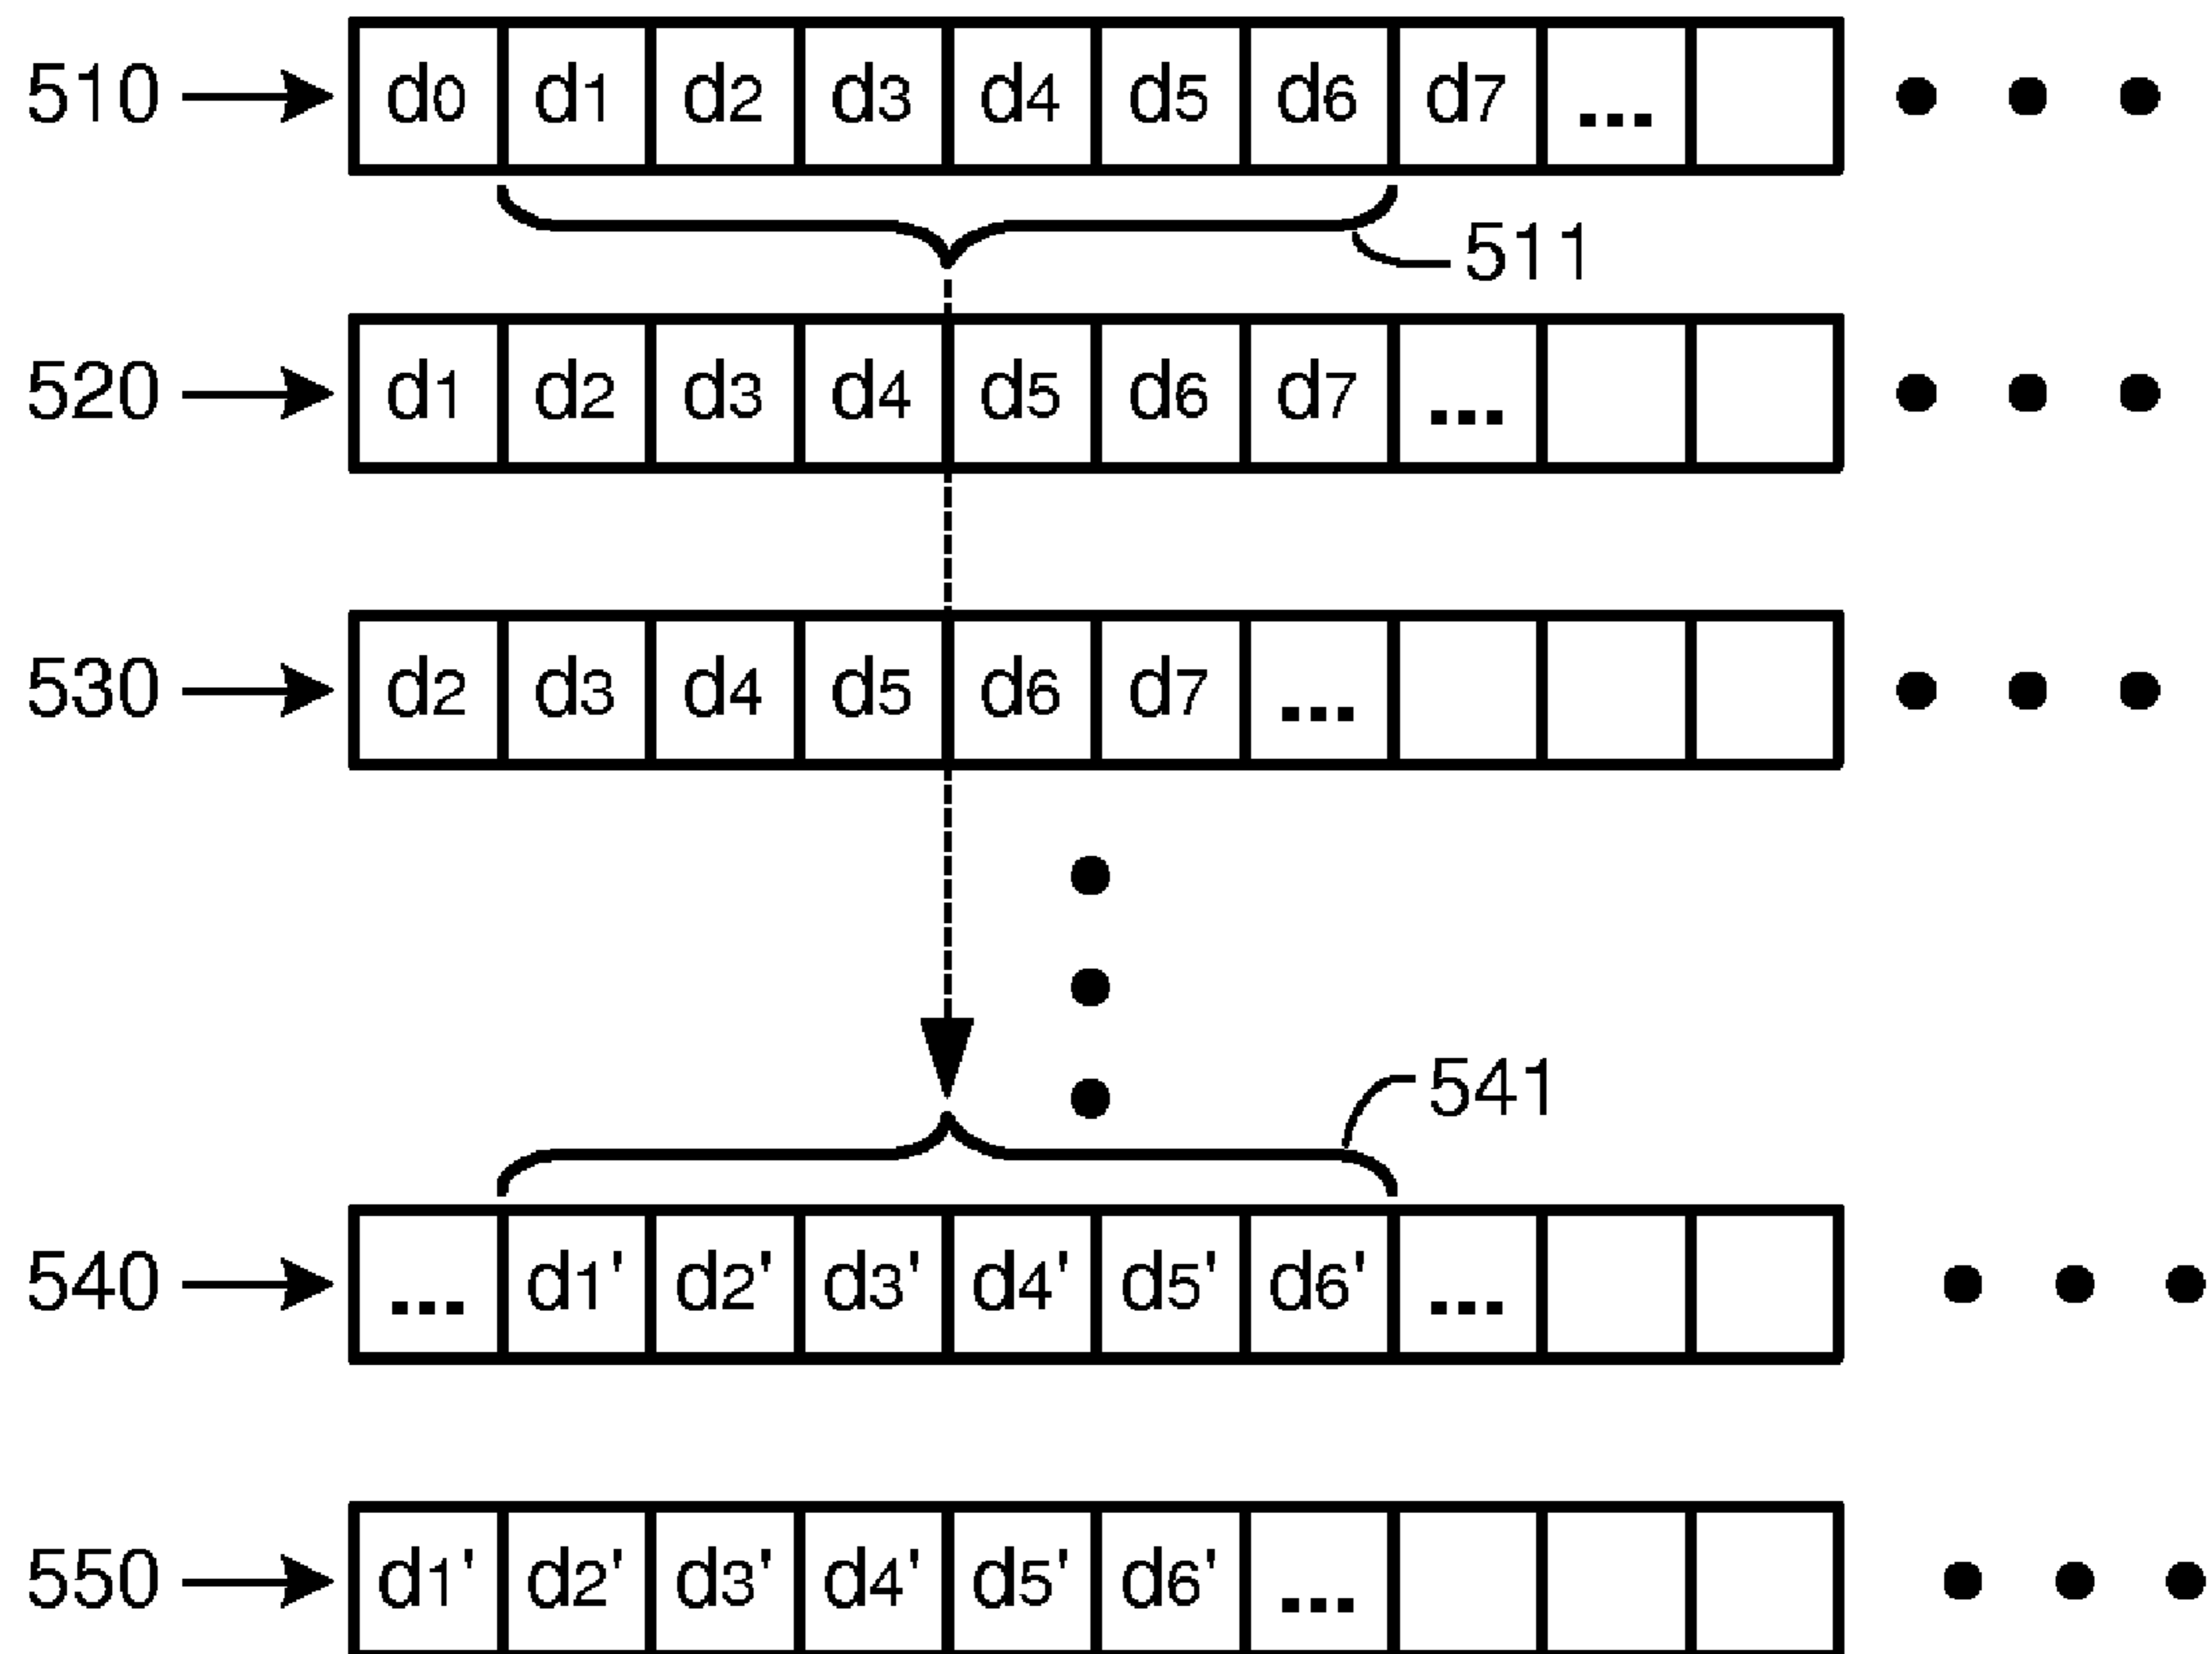 510 d0 d1 d2 d3 d4 d5 d6 d7 ...
511
520 d1 d2 d3 d4 d5 d6 d7 ...
530 d2 d3 d4 d5 d6 d7 ...
541
540 ... d1' d2' d3' d4' d5' d6' ...
550 d1' d2' d3' d4' d5' d6' ...